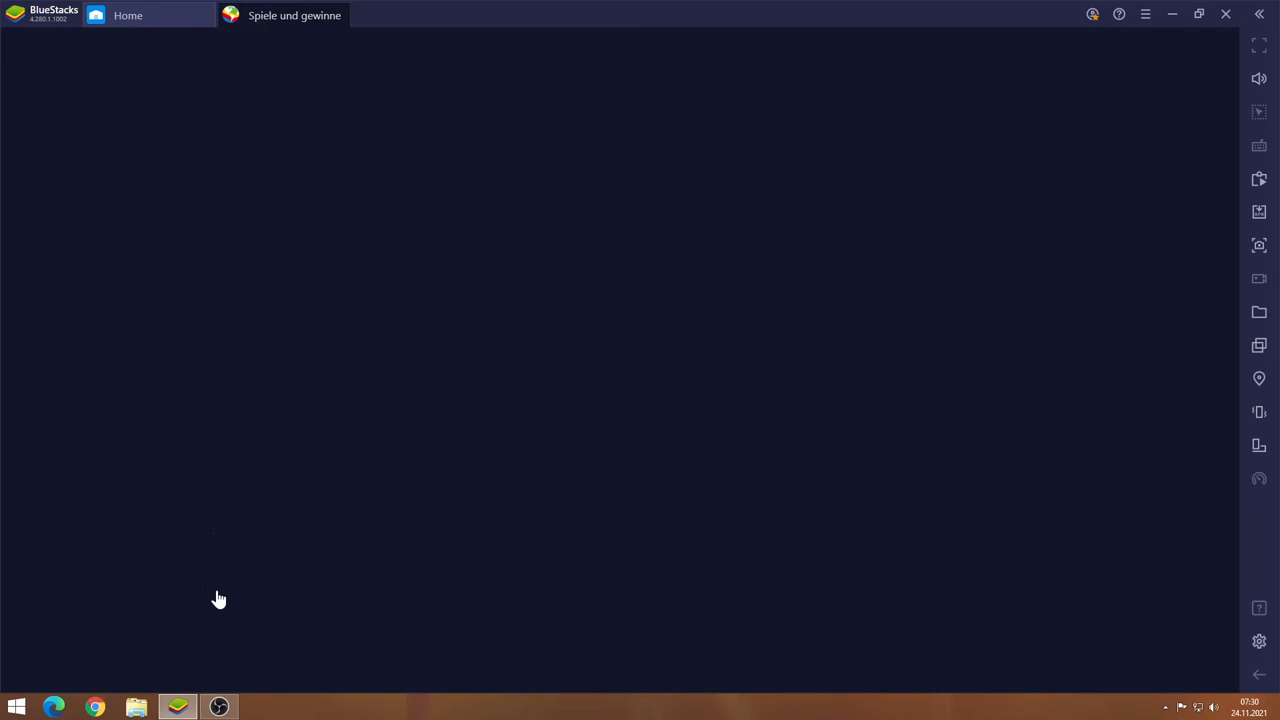 BlueStacks
4.280.1.1002
Home
Spiele und gewinne
07:30
24.11.2021